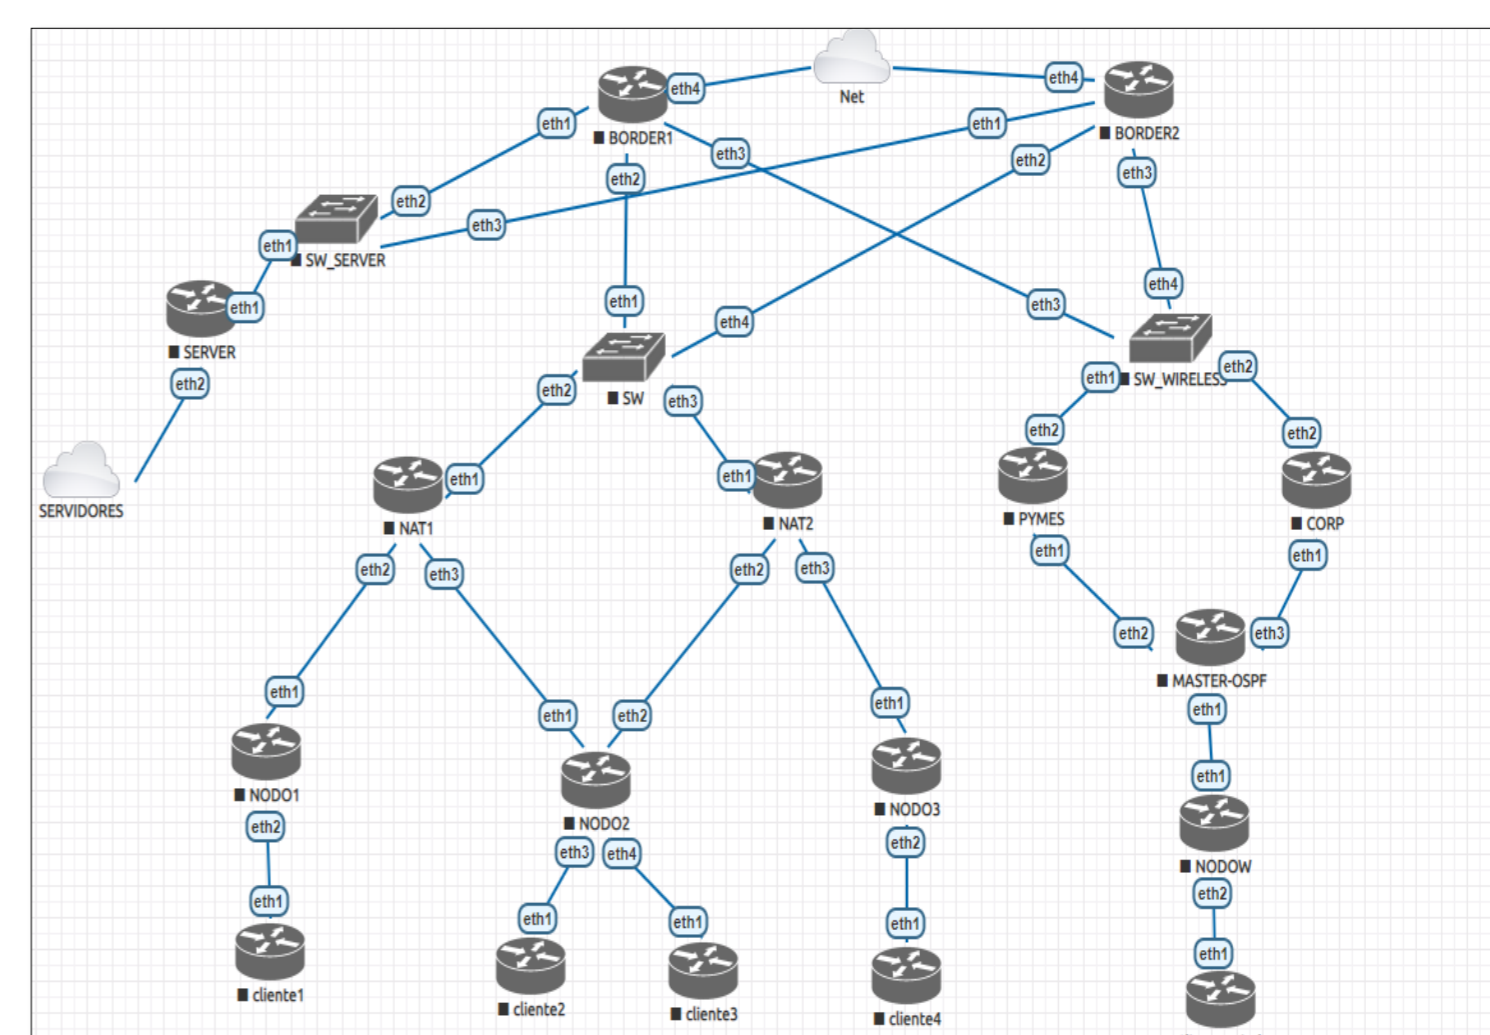 Net
eth4
eth4
BORDER1
BORDER2
eth1
eth1
eth3
eth2
eth2
eth3
eth2
eth3
eth1
SW_SERVER
eth4
eth1
eth3
eth1
eth4
SERVER
eth2
SW
eth2
eth3
eth1
SW_WIRELESS
eth2
eth2
eth2
eth1
eth1
SERVIDORES
NAT1
NAT2
PYMES
CORP
eth2
eth3
eth2
eth3
eth1
eth1
eth2
eth3
MASTER-OSPF
eth1
eth1
eth2
eth1
eth1
eth1
NODO1
NODO2
NODO3
NODOW
eth2
eth3
eth4
eth2
eth2
eth1
eth1
eth1
eth1
eth1
cliente1
cliente2
cliente3
cliente4